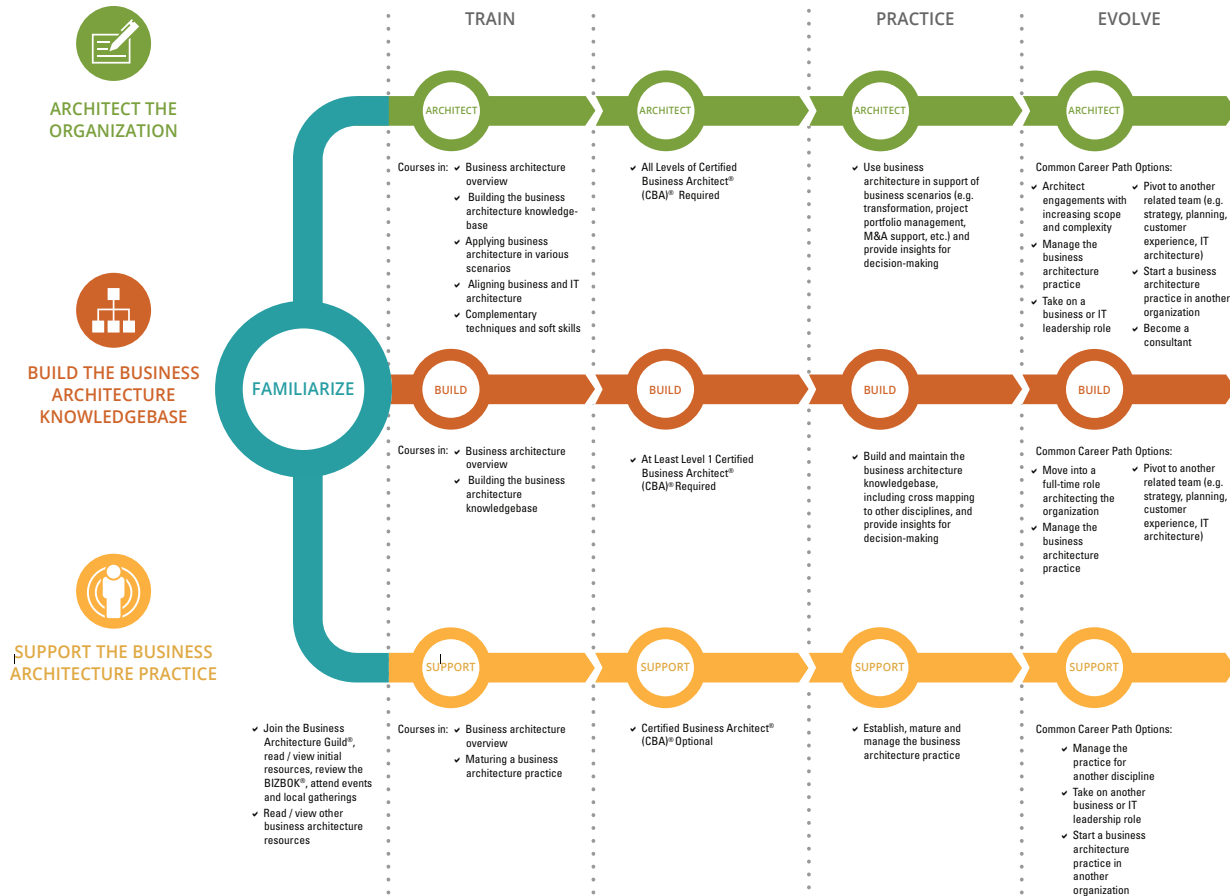 TRAIN
PRACTICE
EVOLVE
ARCHITECT THE
ORGANIZATION
ARCHITECT
ARCHITECT
ARCHITECT
ARCHITECT
Courses in:
✓ Business architecture
overview
✓ Building the business
architecture knowledge-
base
✓ Applying business
architecture in various
scenarios
✓ Aligning business and IT
architecture
✓ Complementary
techniques and soft skills
✓ All Levels of Certified
Business Architect®
(CBA)® Required
✓ Use business
architecture in support of
business scenarios (e.g.
transformation, project
portfolio management,
M&A support, etc.) and
provide insights for
decision-making
Common Career Path Options:
✓ Architect
engagements with
increasing scope
and complexity
✓ Manage the
business
architecture
practice
✓ Take on a
business or IT
leadership role
✓ Pivot to another
related team (e.g.
strategy, planning,
customer
experience, IT
architecture)
✓ Start a business
architecture
practice in another
organization
✓ Become a
consultant
BUILD THE BUSINESS
ARCHITECTURE
KNOWLEDGEBASE
FAMILIARIZE
BUILD
BUILD
BUILD
BUILD
Courses in:
✓ Business architecture
overview
✓ Building the business
architecture
knowledgebase
✓ At Least Level 1 Certified
Business Architect®
(CBA)® Required
✓ Build and maintain the
business architecture
knowledgebase,
including cross mapping
to other disciplines, and
provide insights for
decision-making
Common Career Path Options:
✓ Move into a
full-time role
architecting the
organization
✓ Manage the
business
architecture
practice
✓ Pivot to another
related team (e.g.
strategy, planning,
customer
experience, IT
architecture)
SUPPORT THE BUSINESS
ARCHITECTURE PRACTICE
SUPPORT
SUPPORT
SUPPORT
SUPPORT
✓ Join the Business
Architecture Guild®,
read / view initial
resources, review the
BIZBOK®, attend events
and local gatherings
✓ Read / view other
business architecture
resources
Courses in:
✓ Business architecture
overview
✓ Maturing a business
architecture practice
✓ Certified Business Architect®
(CBA)® Optional
✓ Establish, mature and
manage the business
architecture practice
Common Career Path Options:
✓ Manage the
practice for
another discipline
✓ Take on another
business or IT
leadership role
✓ Start a business
architecture
practice in
another
organization